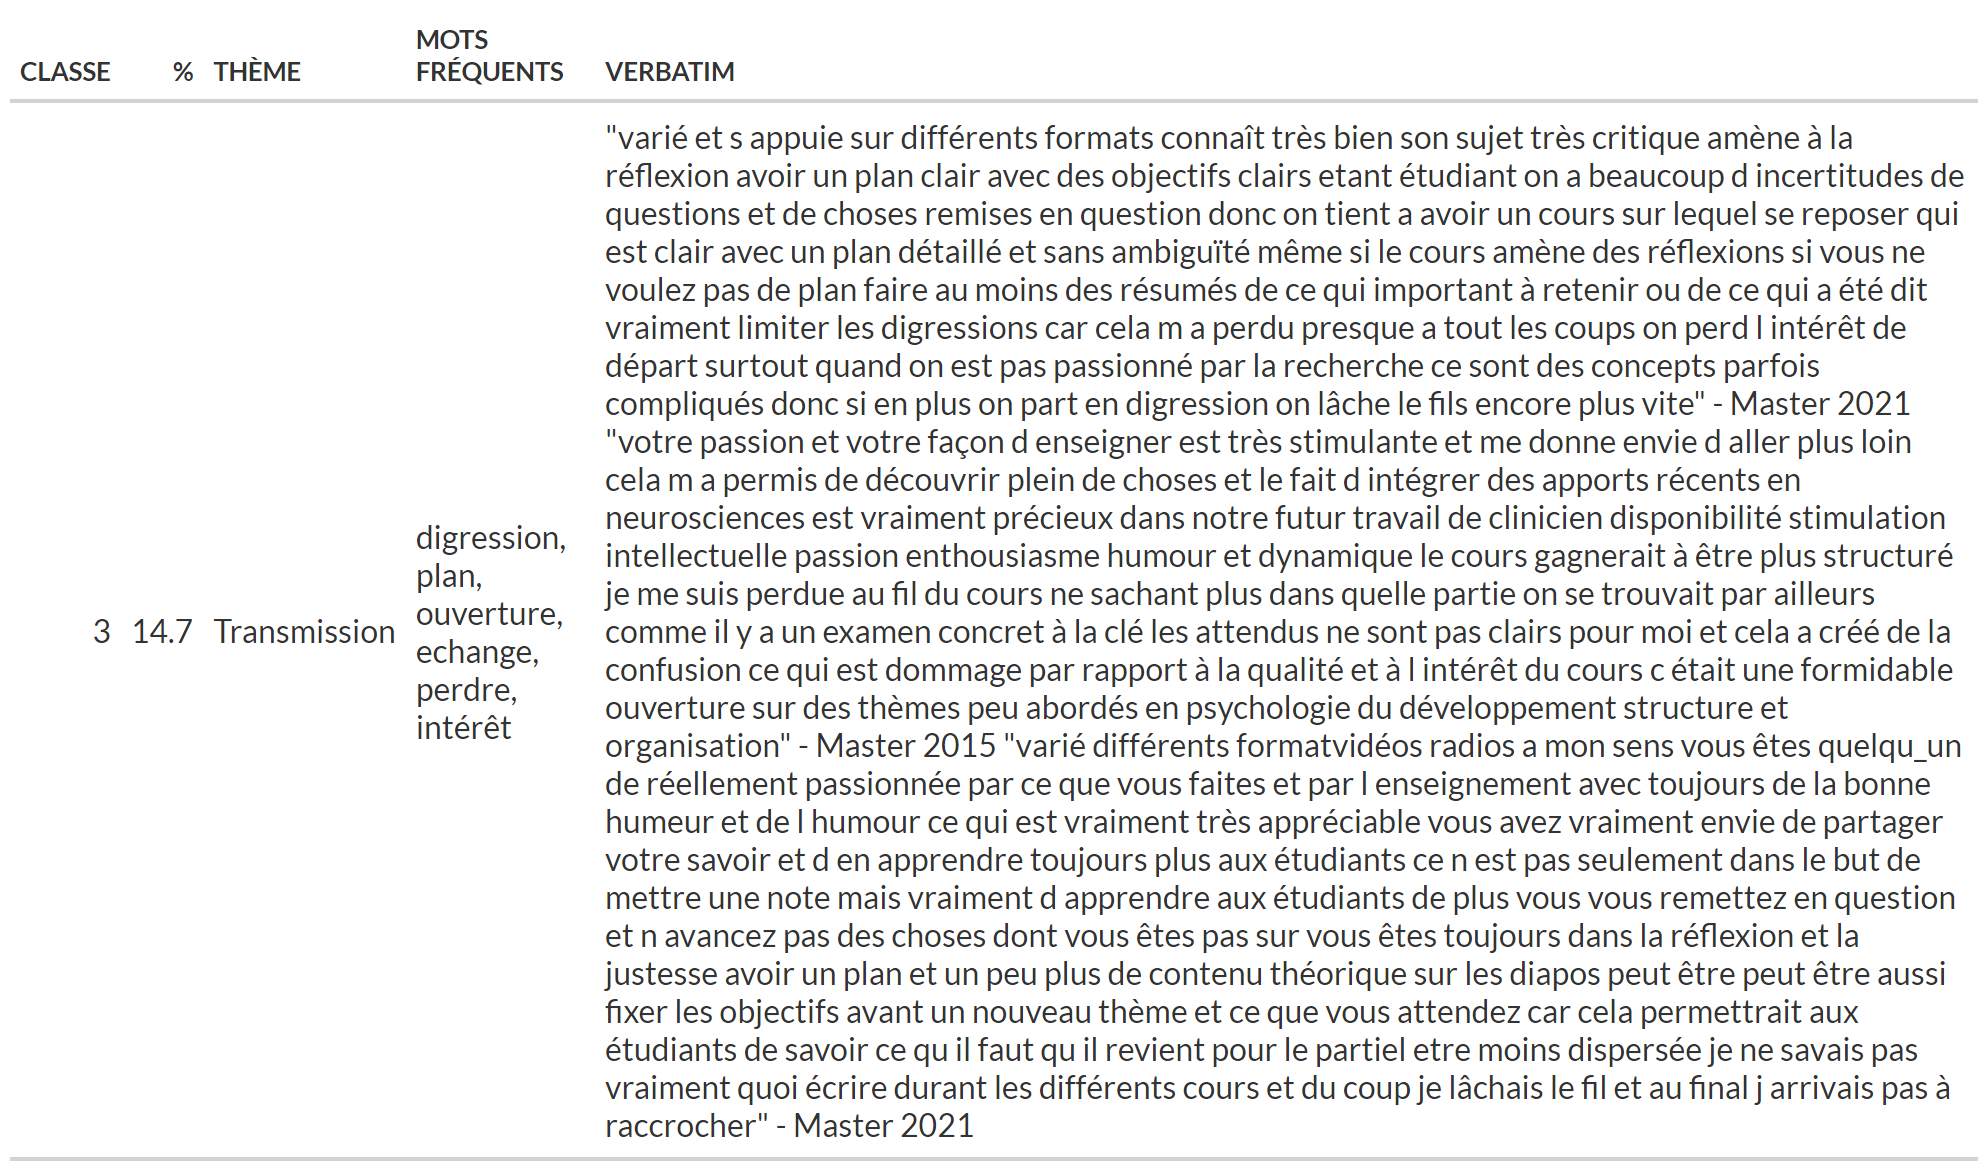 CLASSE % THÈME MOTS FRÉQUENTS VERBATIM
3 14.7 Transmission
digression,
plan,
ouverture,
echange,
perdre,
intérêt
"varié et s appuie sur différents formats connaît très bien son sujet très critique amène à la
réflexion avoir un plan clair avec des objectifs clairs etant étudiant on a beaucoup d incertitudes de
questions et de choses remises en question donc on tient a avoir un cours sur lequel se reposer qui
est clair avec un plan détaillé et sans ambiguïté même si le cours amène des réflexions si vous ne
voulez pas de plan faire au moins des résumés de ce qui important à retenir ou de ce qui a été dit
vraiment limiter les digressions car cela m a perdu presque a tout les coups on perd l intérêt de
départ surtout quand on est pas passionné par la recherche ce sont des concepts parfois
compliqués donc si en plus on part en digression on lâche le fils encore plus vite" - Master 2021
"votre passion et votre façon d enseigner est très stimulante et me donne envie d aller plus loin
cela m a permis de découvrir plein de choses et le fait d intégrer des apports récents en
neurosciences est vraiment précieux dans notre futur travail de clinicien disponibilité stimulation
intellectuelle passion enthousiasme humour et dynamique le cours gagnerait à être plus structuré
je me suis perdue au fil du cours ne sachant plus dans quelle partie on se trouvait par ailleurs
comme il y a un examen concret à la clé les attendus ne sont pas clairs pour moi et cela a créé de la
confusion ce qui est dommage par rapport à la qualité et à l intérêt du cours c était une formidable
ouverture sur des thèmes peu abordés en psychologie du développement structure et
organisation" - Master 2015 "varié différents formatvidéos radios a mon sens vous êtes quelqu_un
de réellement passionnée par ce que vous faites et par l enseignement avec toujours de la bonne
humeur et de l humour ce qui est vraiment très appréciable vous avez vraiment envie de partager
votre savoir et d en apprendre toujours plus aux étudiants ce n est pas seulement dans le but de
mettre une note mais vraiment d apprendre aux étudiants de plus vous vous remettez en question
et n avancez pas des choses dont vous êtes pas sur vous êtes toujours dans la réflexion et la
justesse avoir un plan et un peu plus de contenu théorique sur les diapos peut être peut être aussi
fixer les objectifs avant un nouveau thème et ce que vous attendez car cela permettrait aux
étudiants de savoir ce qu il faut qu il revient pour le partiel etre moins dispersée je ne savais pas
vraiment quoi écrire durant les différents cours et du coup je lâchais le fil et au final j arrivais pas à
raccrocher" - Master 2021